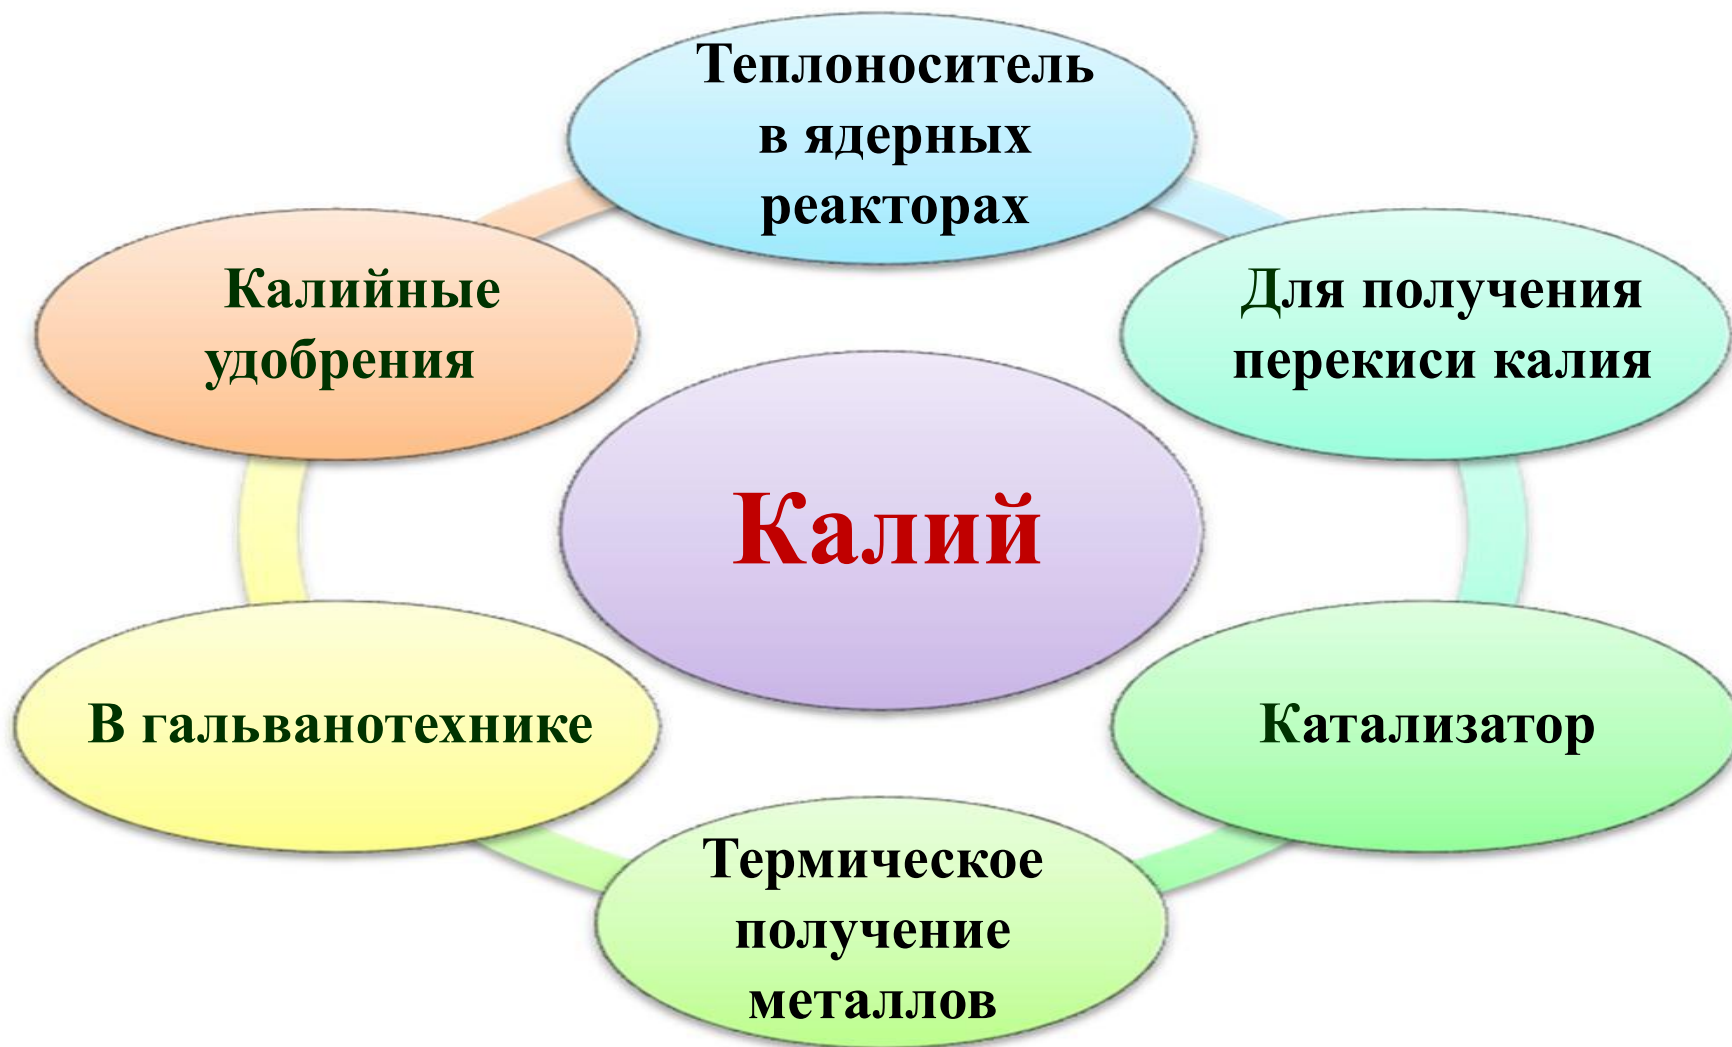 Теплоноситель
в ядерных
реакторах
Калийные
удобрения
Для получения
перекиси калия
Калий
В гальванотехнике
Катализатор
Термическое
получение
металлов